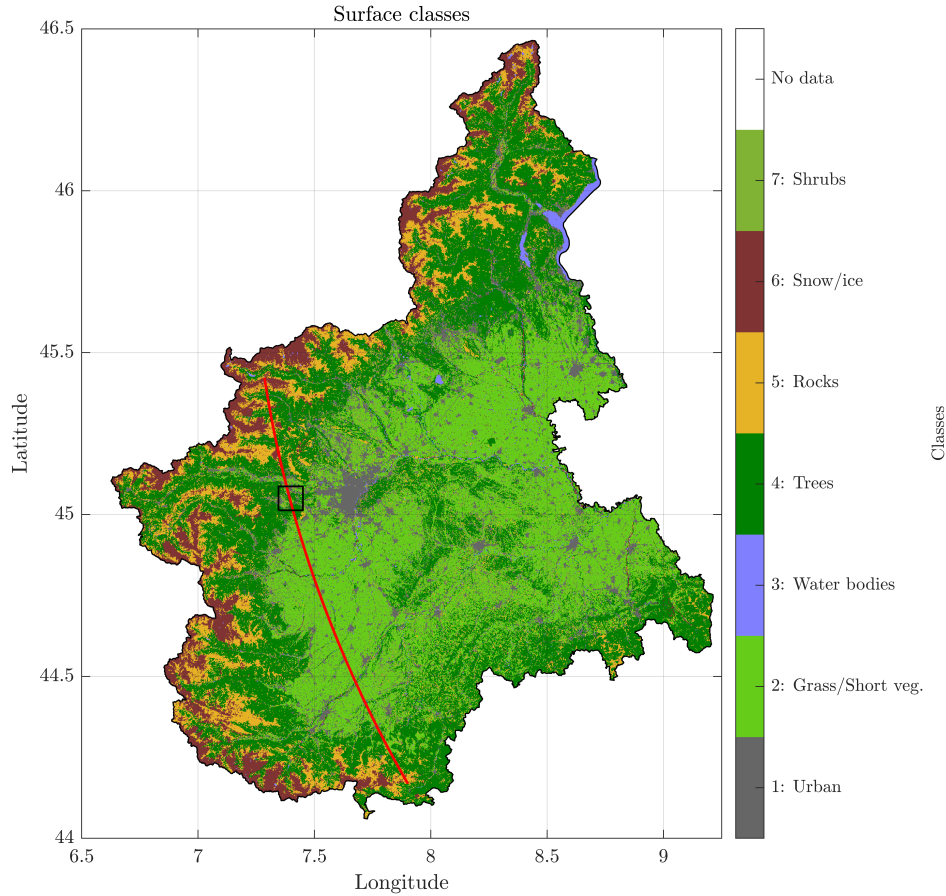 Surface classes
46.5
46
45.5
45
44.5
44
6.5
7
7.5
8
8.5
9
Latitude
Longitude
No data
7: Shrubs
6: Snow/ice
5: Rocks
4: Trees
3: Water bodies
2: Grass/Short veg.
1: Urban
Classes